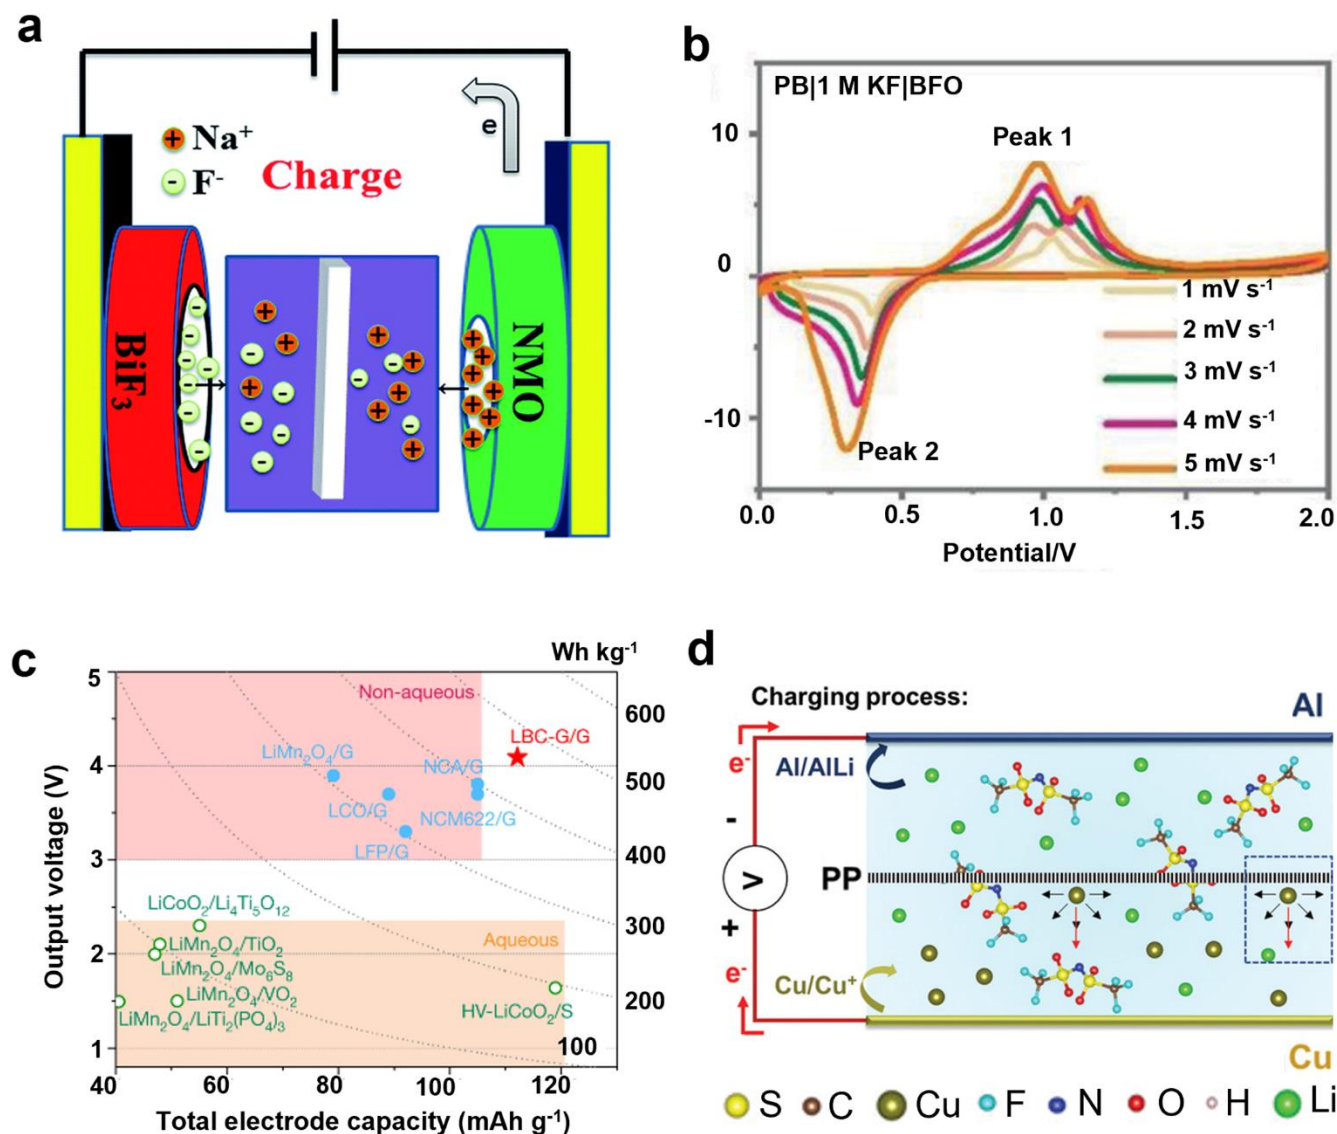 a
e
Na⁺
F⁻
Charge
BiF₃
NMO
b
PB|1 M KF|BFO
10
0
-10
Peak 1
Peak 2
1 mV s⁻¹
2 mV s⁻¹
3 mV s⁻¹
4 mV s⁻¹
5 mV s⁻¹
0.0 0.5 1.0 1.5 2.0
Potential/V
c
Wh kg⁻¹
Output voltage (V)
5
4
3
2
1
Non-aqueous
LBC-G/G
LiMn₂O₄/G
NCA/G
LCO/G
NCM622/G
LFP/G
600
500
400
300
200
100
LiCoO₂/Li₄Ti₅O₁₂
Aqueous
LiMn₂O₄/TiO₂
LiMn₂O₄/Mo₆S₈
LiMn₂O₄/VO₂
LiMn₂O₄/LiTi₂(PO₄)₃
HV-LiCoO₂/S
40 60 80 100 120
Total electrode capacity (mAh g⁻¹)
d
Charging process:
Al
e⁻
Al/AlLi
-
V
PP
+
e⁻
Cu/Cu⁺
Cu
S C Cu F N O H Li